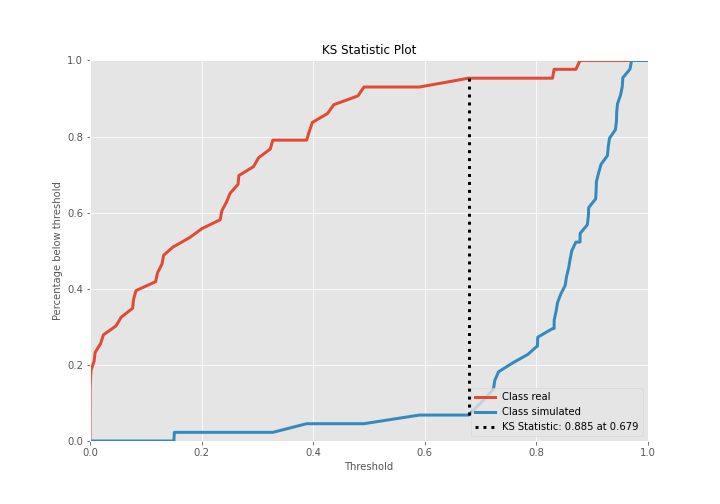 KS Statistic Plot
1.0
0.8
0.6
0.4
0.2
0.0
Percentage below threshold
0.0 0.2 0.4 0.6 0.8 1.0
Threshold
Class real
Class simulated
KS Statistic: 0.885 at 0.679